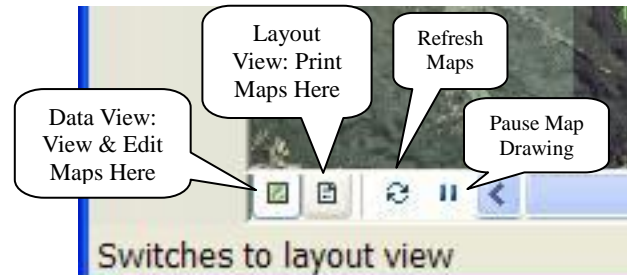 Layout
View: Print
Maps Here
Refresh
Maps
Data View:
View & Edit
Maps Here
Pause Map
Drawing
Switches to layout view